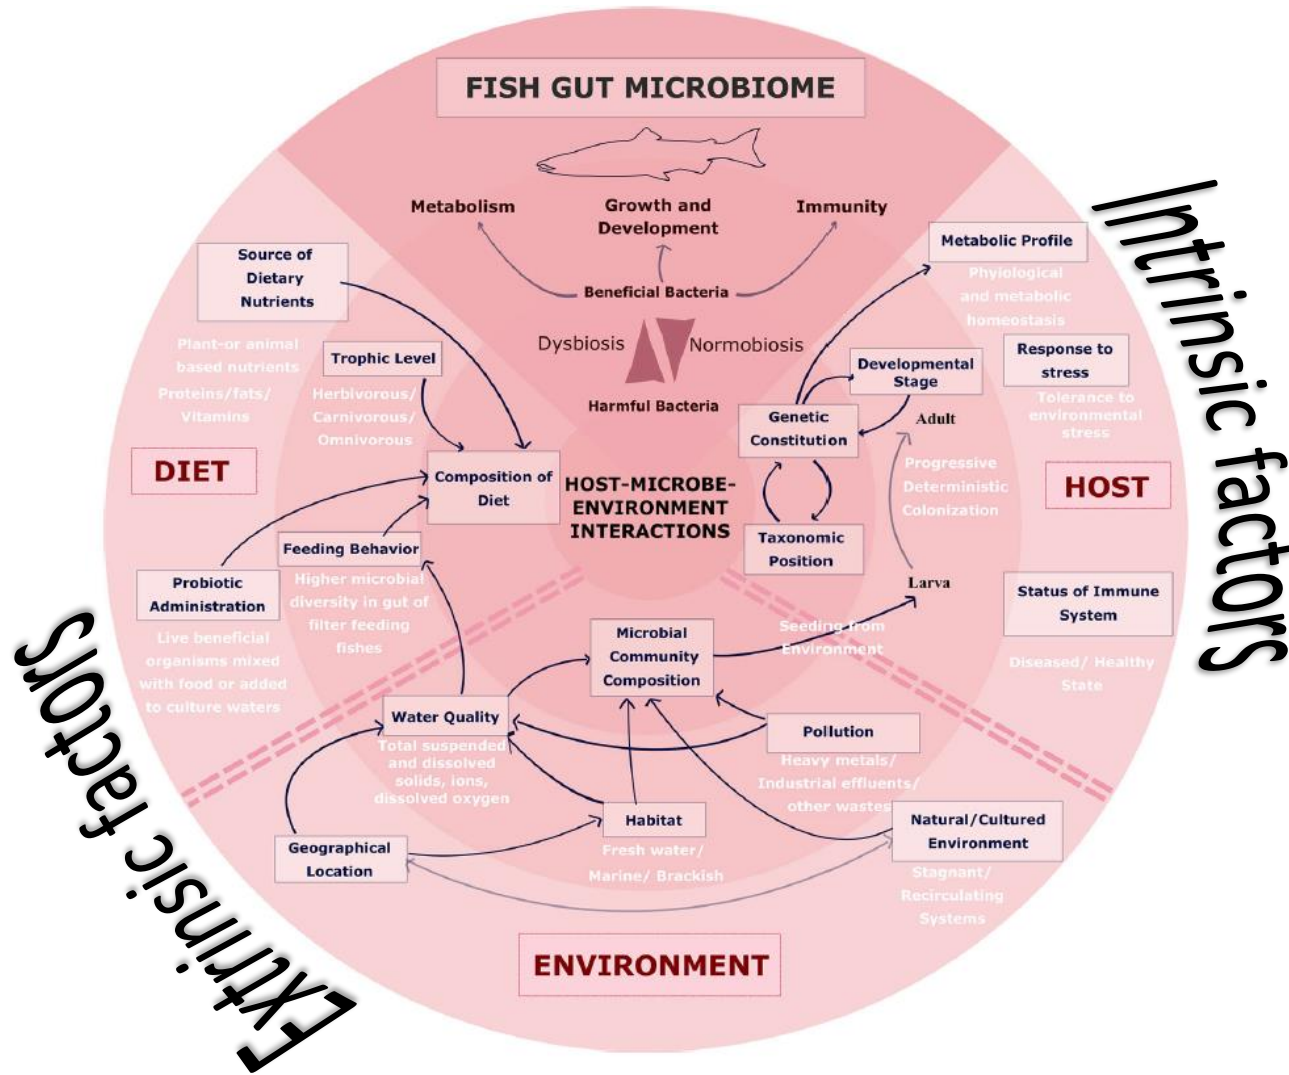 FISH GUT MICROBIOME
Metabolism
Growth and
Development
Immunity
Beneficial Bacteria
Dysbiosis
Normobiosis
Harmful Bacteria
HOST-MICROBE-
ENVIRONMENT
INTERACTIONS
Source of
Dietary
Nutrients
Plant-or animal
based nutrients
Proteins/fats/
Vitamins
Trophic Level
Herbivorous/
Carnivorous/
Omnivorous
DIET
Composition of
Diet
Feeding Behavior
Higher microbial
diversity in gut of
filter feeding
fishes
Probiotic
Administration
Live beneficial
organisms mixed
with food or added
to culture waters
Metabolic Profile
Phyiological
and metabolic
homeostasis
Response to
stress
Tolerance to
environmental
stress
Developmental
Stage
Genetic
Constitution
Adult
Progressive
Deterministic
Colonization
HOST
Taxonomic
Position
Larva
Status of Immune
System
Diseased/ Healthy
State
Seeding from
Environment
Microbial
Community
Composition
Water Quality
Total suspended
and dissolved
solids, ions,
dissolved oxygen
Pollution
Heavy metals/
Industrial effluents/
other wastes
Habitat
Fresh water/
Marine/ Brackish
Geographical
Location
Natural/Cultured
Environment
Stagnant/
Recirculating
Systems
ENVIRONMENT
Intrinsic factors
Extrinsic factors